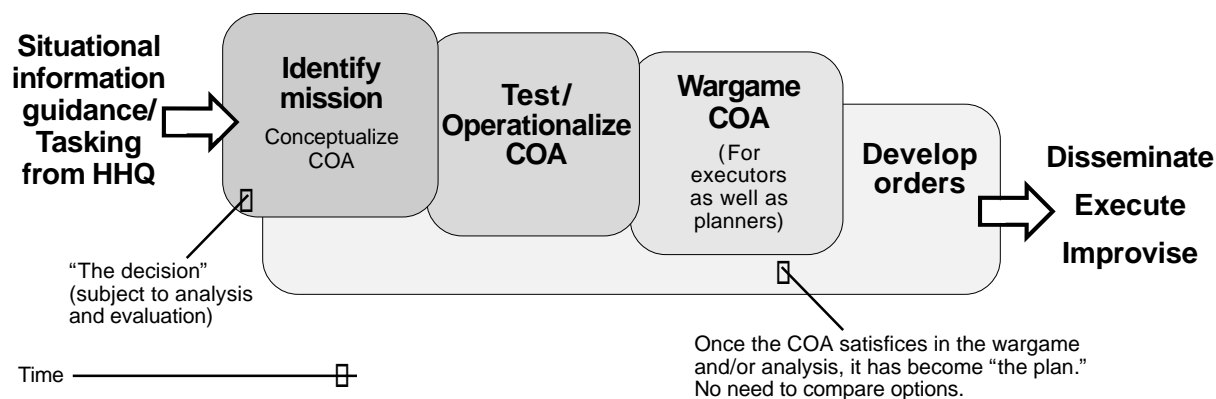 Situational
information
guidance/
Tasking
from HHQ
Identify
mission
Conceptualize
COA
Test/
Operationalize
COA
Wargame
COA
(For
executors
as well as
planners)
Develop
orders
Disseminate
Execute
Improvise
“The decision”
(subject to analysis
and evaluation)
Once the COA satisfices in the wargame
and/or analysis, it has become “the plan.”
No need to compare options.
Time